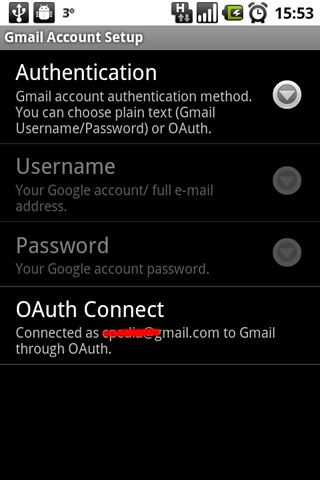 3° H 15:53
Gmail Account Setup
Authentication
Gmail account authentication method.
You can choose plain text (Gmail
Username/Password) or OAuth.
Username
Your Google account/ full e-mail
address.
Password
Your Google account password.
OAuth Connect
Connected as @gmail.com to Gmail
through OAuth.